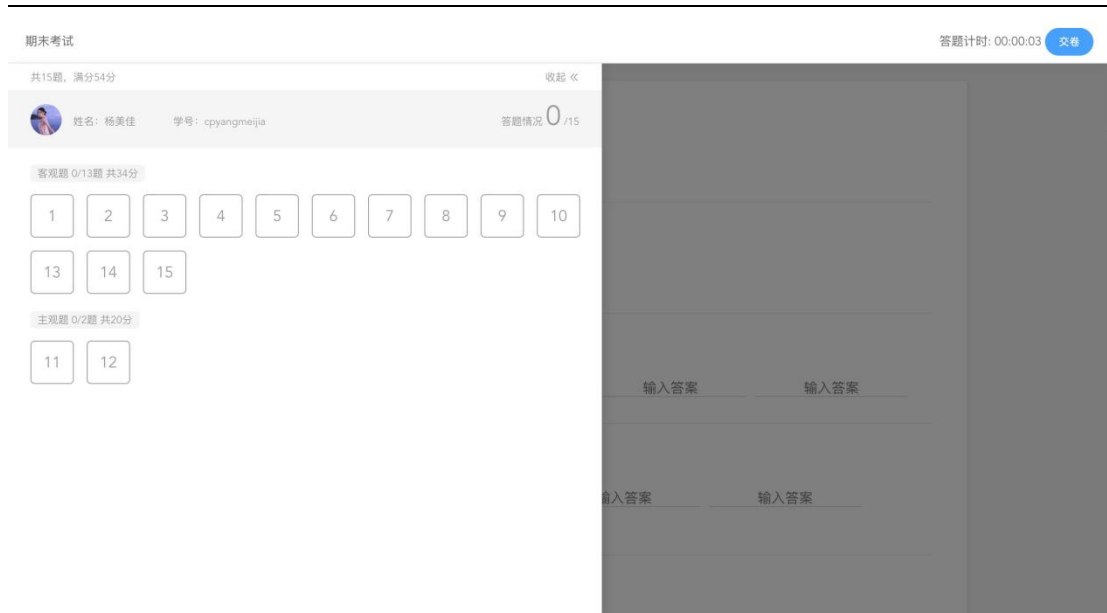 期末考试 答题计时: 00:00:03 交卷
共15题，满分54分 收起 《
姓名：杨美佳 学号：cpyangmeijia 答题情况 0 /15
客观题 0/13题 共34分
1 2 3 4 5 6 7 8 9 10
13 14 15
主观题 0/2题 共20分
11 12
输入答案 输入答案
输入答案 输入答案